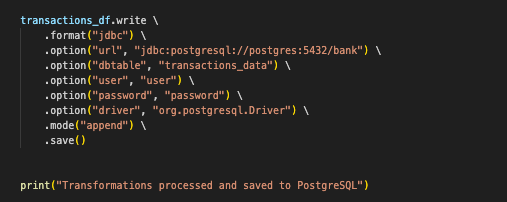 transactions_df.write \
    .format("jdbc") \
    .option("url", "jdbc:postgresql://postgres:5432/bank") \
    .option("dbtable", "transactions_data") \
    .option("user", "user") \
    .option("password", "password") \
    .option("driver", "org.postgresql.Driver") \
    .mode("append") \
    .save()
print("Transformations processed and saved to PostgreSQL")